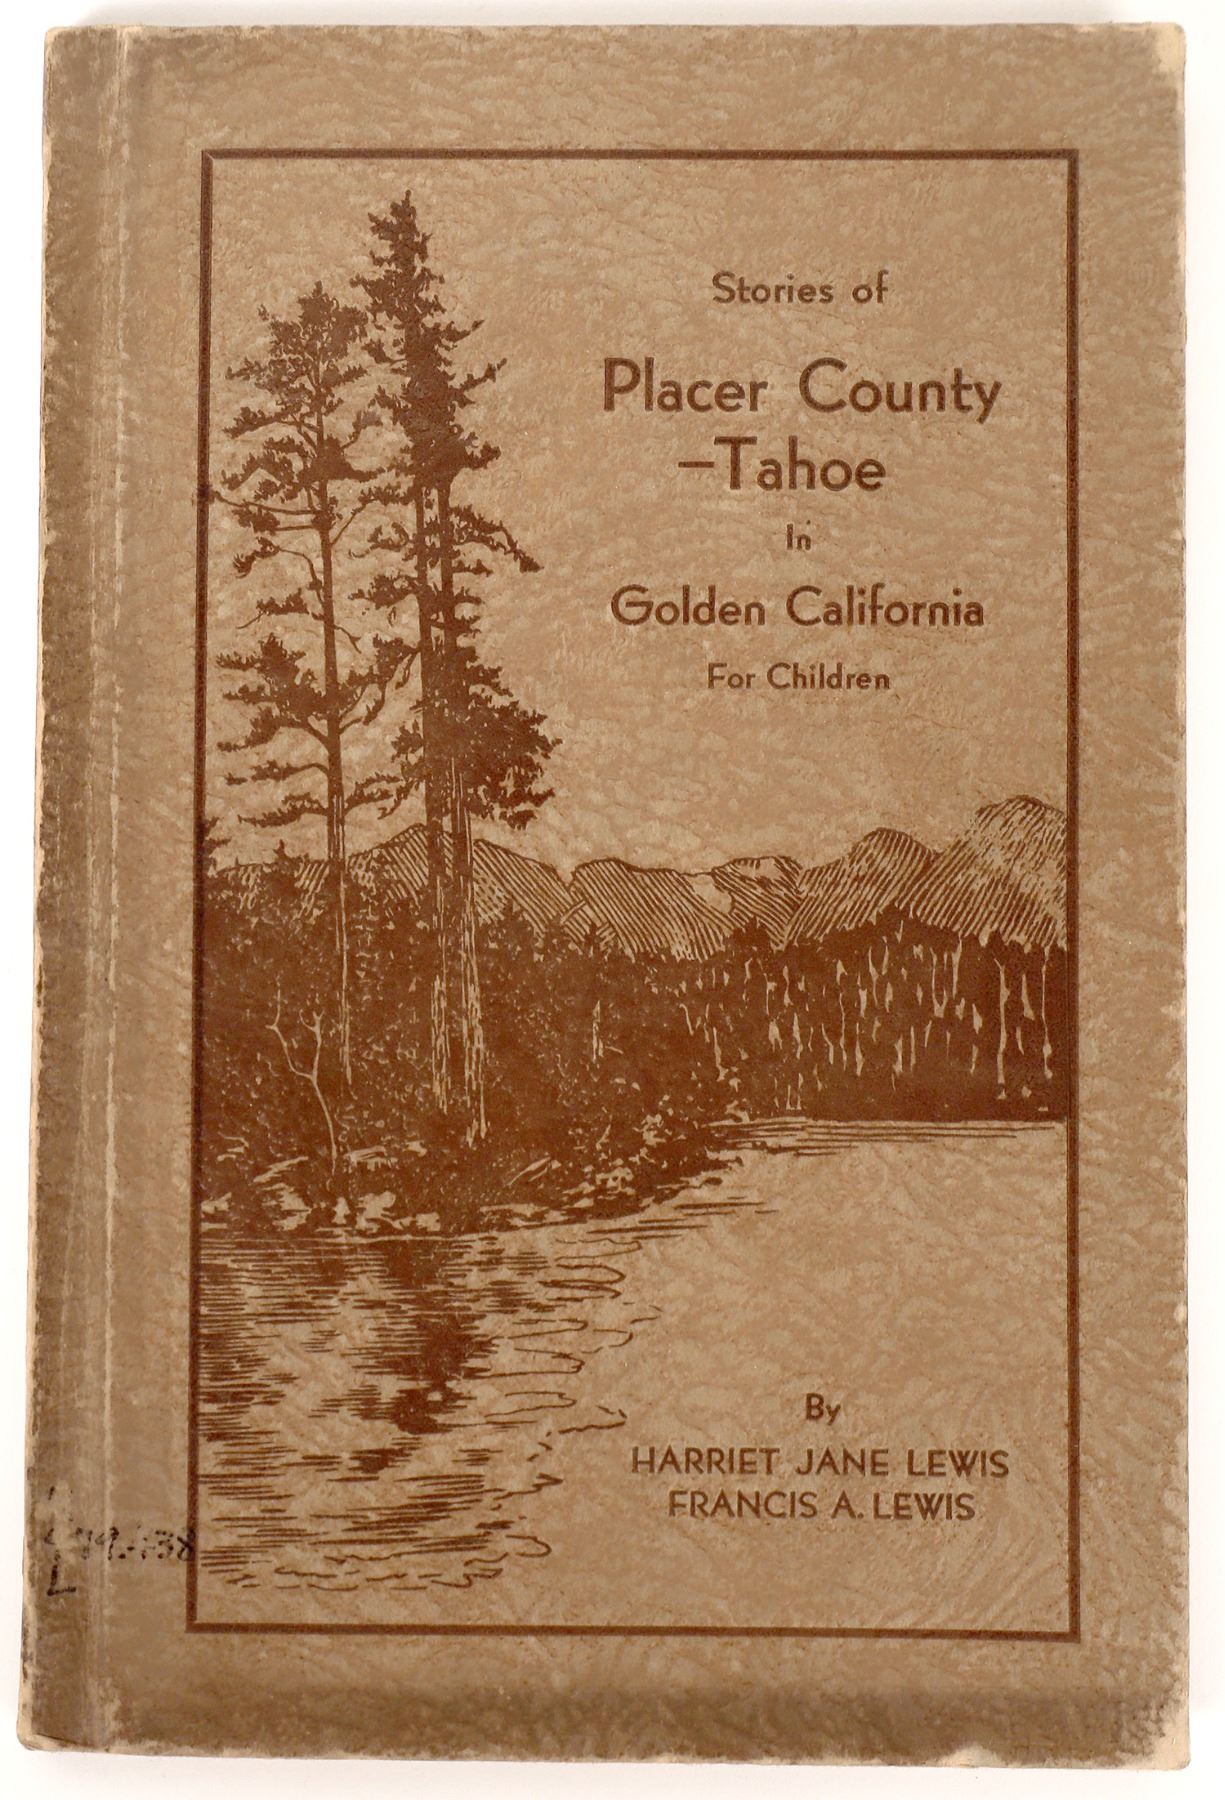 Stories of
Placer County
—Tahoe
In
Golden California
For Children
By
HARRIET JANE LEWIS
FRANCIS A. LEWIS
L